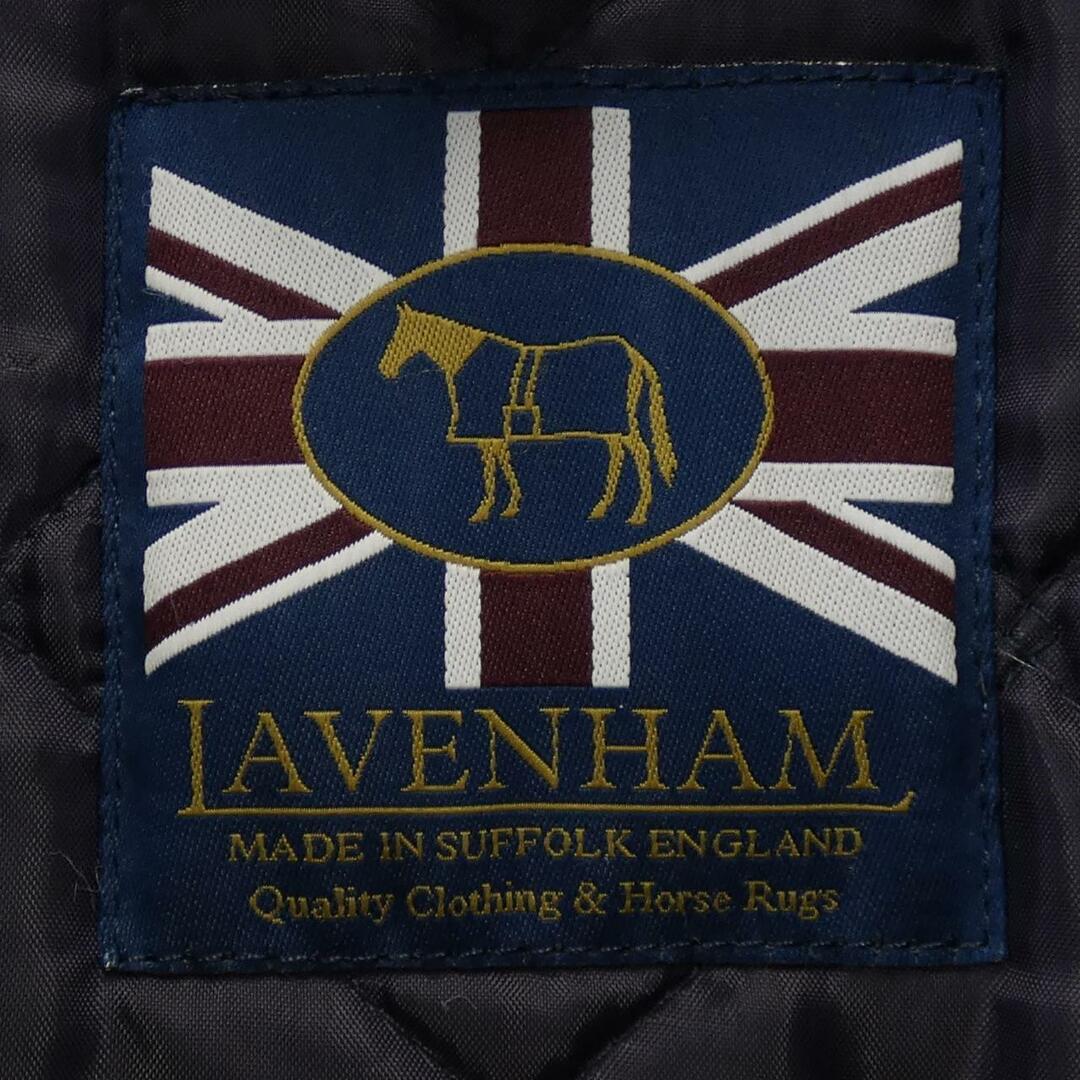 LAVENHAM
MADE IN SUFFOLK ENGLAND
Quality Clothing & Horse Rugs